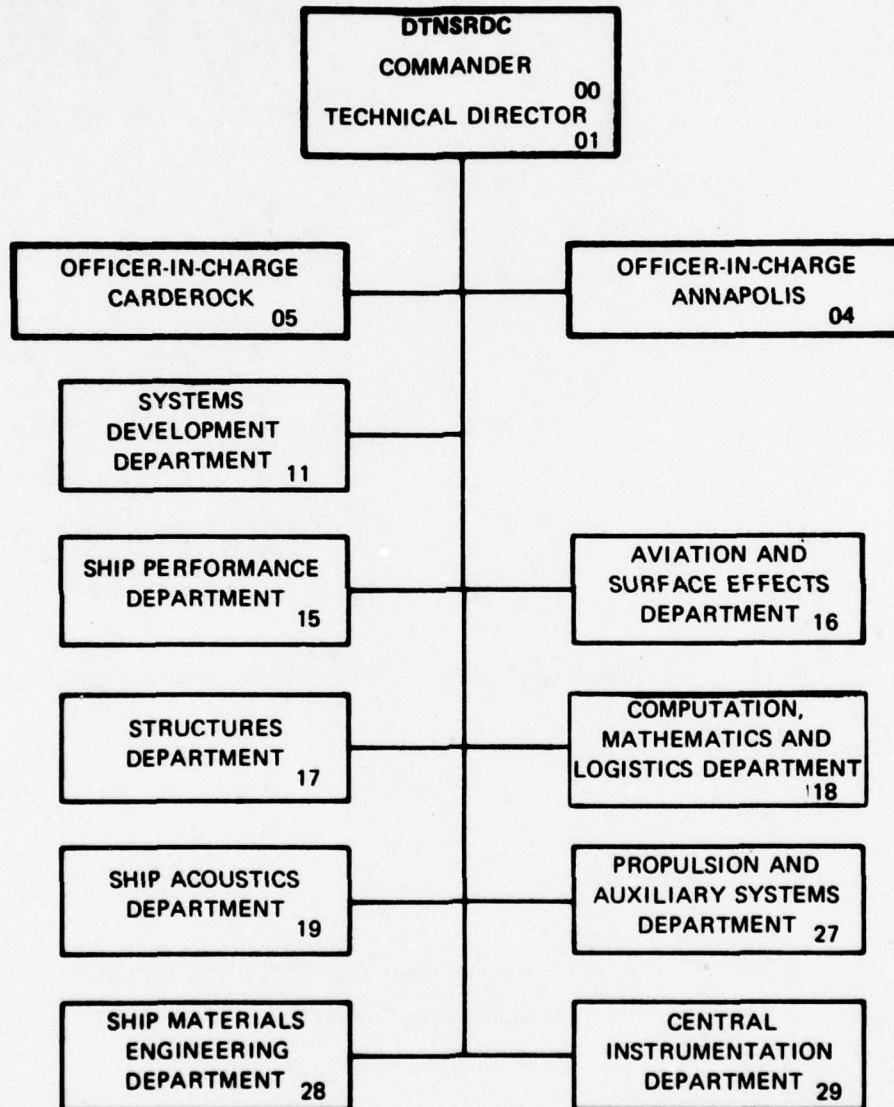 DTNSRDC
COMMANDER
00
TECHNICAL DIRECTOR
01
OFFICER-IN-CHARGE
CARDEROCK
05
OFFICER-IN-CHARGE
ANNAPOLIS
04
SYSTEMS
DEVELOPMENT
DEPARTMENT
11
SHIP PERFORMANCE
DEPARTMENT
15
AVIATION AND
SURFACE EFFECTS
DEPARTMENT
16
STRUCTURES
DEPARTMENT
17
COMPUTATION,
MATHEMATICS AND
LOGISTICS DEPARTMENT
18
SHIP ACOUSTICS
DEPARTMENT
19
PROPULSION AND
AUXILIARY SYSTEMS
DEPARTMENT
27
SHIP MATERIALS
ENGINEERING
DEPARTMENT
28
CENTRAL
INSTRUMENTATION
DEPARTMENT
29